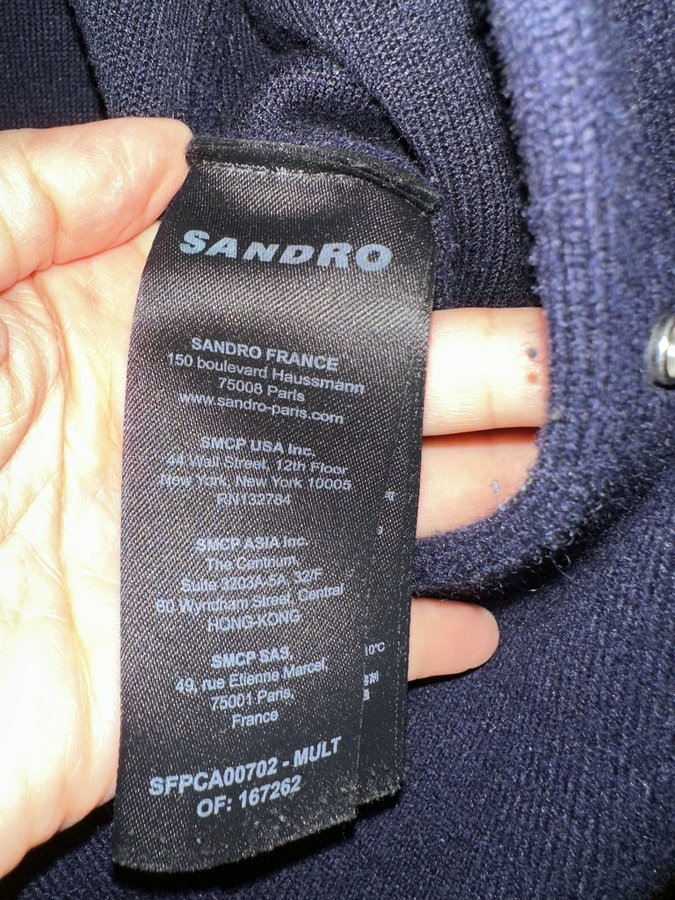 SANDRO
SANDRO FRANCE
150 boulevard Haussmann
75008 Paris
www.sandro-paris.com
SMCP USA Inc.
44 Wall Street, 12th Floor
New York, New York 10005
RN152784
SMCP ASIA Inc.
The Centrium,
Suite 3203A-5A, 32/F
60 Wyndham Street, Central
HONG-KONG
SMCP SAS,
49, rue Etienne Marcel,
75001 Paris,
France
SFPCA00702 - MULT
OF: 167262
10°C